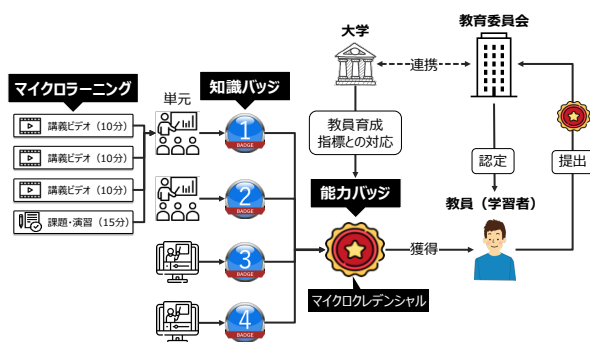 マイクロラーニング
講義ビデオ（10分）
講義ビデオ（10分）
講義ビデオ（10分）
課題・演習（15分）
単元
知識バッジ
1
BADGE
2
BADGE
3
BADGE
4
BADGE
大学
連携
教育委員会
教員育成
指標との対応
能力バッジ
マイクロクレデンシャル
獲得
認定
提出
教員（学習者）